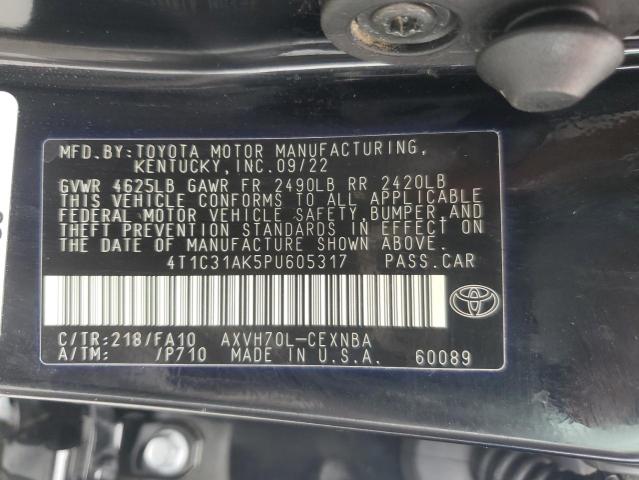 MFD.BY:TOYOTA MOTOR MANUFACTURING,
KENTUCKY, INC.09/22
GVWR 4625LB GAWR FR 2490LB RR 2420LB
THIS VEHICLE CONFORMS TO ALL APPLICABLE
FEDERAL MOTOR VEHICLE SAFETY, BUMPER, AND
THEFT PREVENTION STANDARDS IN EFFECT ON
THE DATE OF MANUFACTURE SHOWN ABOVE.
4T1C31AK5PU605317 PASS.CAR
C/TR:218/FA10 AXVH70L-CEXNBA
A/TM: /P710 MADE IN U.S.A. 60089